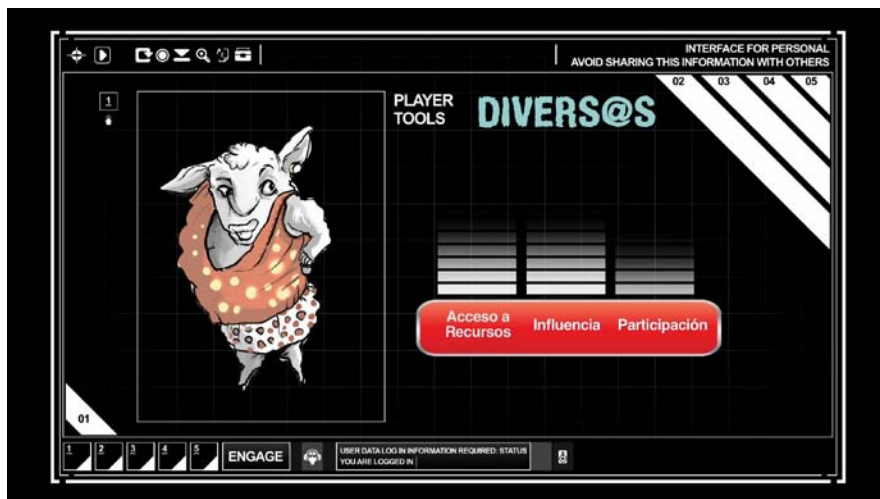 INTERFACE FOR PERSONAL
AVOID SHARING THIS INFORMATION WITH OTHERS
02 03 04 05
1
PLAYER
TOOLS
DIVERS@S
Acceso a
Recursos
Influencia
Participación
01
1 2 3 4 5
ENGAGE
USER DATA LOG IN INFORMATION REQUIRED: STATUS
YOU ARE LOGGED IN